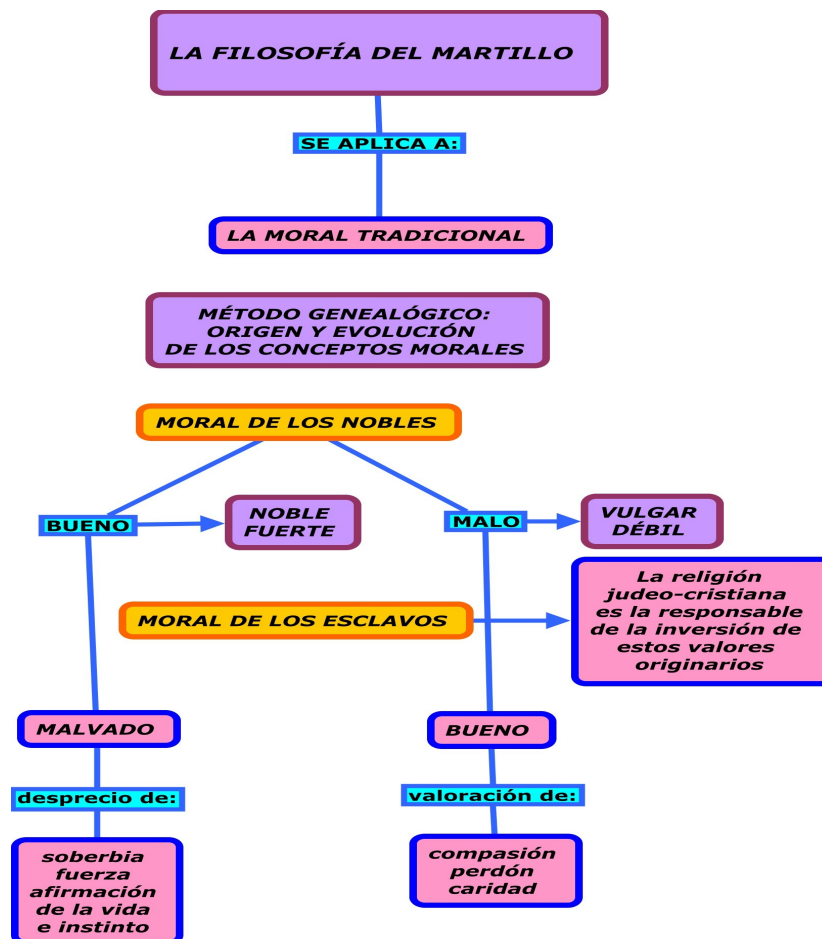 LA FILOSOFÍA DEL MARTILLO
SE APLICA A:
LA MORAL TRADICIONAL
MÉTODO GENEALÓGICO:
ORIGEN Y EVOLUCIÓN
DE LOS CONCEPTOS MORALES
MORAL DE LOS NOBLES
BUENO
NOBLE
FUERTE
MALO
VULGAR
DÉBIL
MORAL DE LOS ESCLAVOS
La religión
judeo-cristiana
es la responsable
de la inversión de
estos valores
originarios
MALVADO
BUENO
desprecio de:
valoración de:
soberbia
fuerza
afirmación
de la vida
e instinto
compasión
perdón
caridad